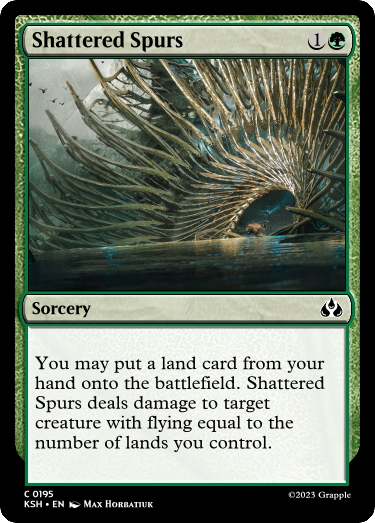 Shattered Spurs 1
Sorcery
You may put a land card from your
hand onto the battlefield. Shattered
Spurs deals damage to target
creature with flying equal to the
number of lands you control.
C 0195
KSH • EN Max Horbatiuk
©2023 Grapple